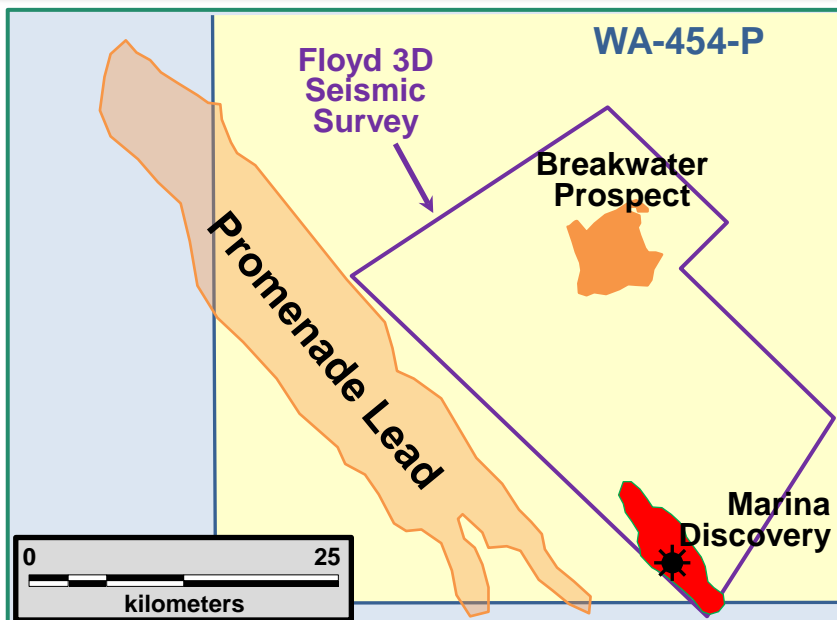 WA-454-P
Floyd 3D
Seismic
Survey
Breakwater
Prospect
Promenade Lead
Marina
Discovery
0 25
kilometers